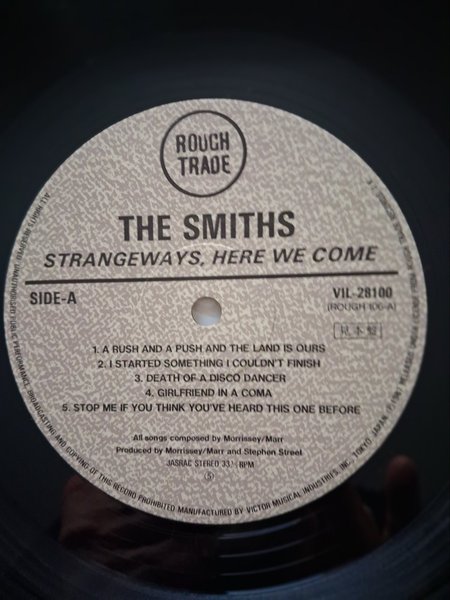 ROUGH
TRADE
THE SMITHS
STRANGEWAYS, HERE WE COME
SIDE-A
VIL-28100
(ROUGH 106-A)
見本盤
1. A RUSH AND A PUSH AND THE LAND IS OURS
2. I STARTED SOMETHING I COULDN'T FINISH
3. DEATH OF A DISCO DANCER
4. GIRLFRIEND IN A COMA
5. STOP ME IF YOU THINK YOU'VE HEARD THIS ONE BEFORE
All songs composed by Morrissey/Marr
Produced by Morrissey/Marr and Stephen Street
JASRAC STEREO 33⅓ RPM
UNAUTHORIZED PUBLIC PERFORMANCE, BROADCASTING AND COPYING OF THIS RECORD PROHIBITED MANUFACTURED BY VICTOR MUSICAL INDUSTRIES, INC., TOKYO, JAPAN